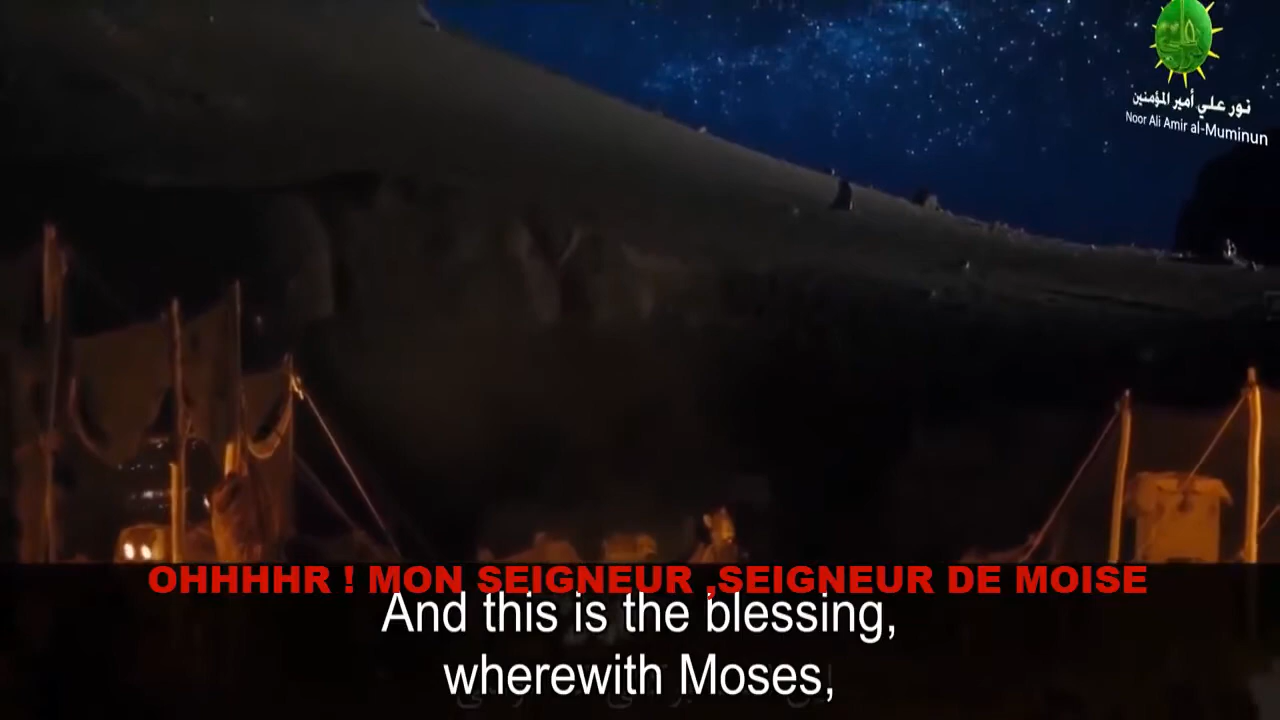 نور علي أمير المؤمنين
Noor Ali Amir al-Muminun
OHHHHHR ! MON SEIGNEUR ,SEIGNEUR DE MOISE
And this is the blessing,
wherewith Moses,